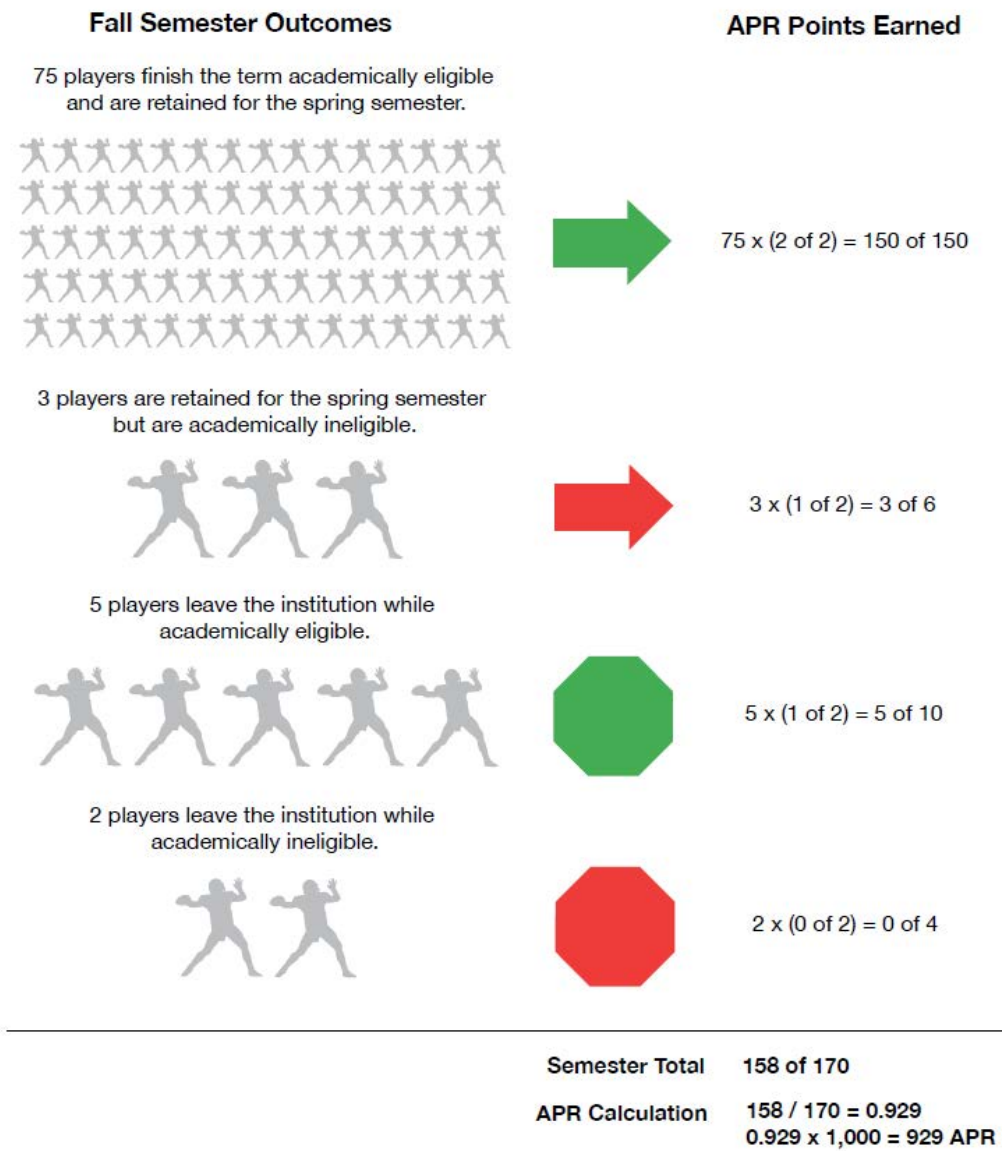 Fall Semester Outcomes
APR Points Earned
75 players finish the term academically eligible
and are retained for the spring semester.
75 x (2 of 2) = 150 of 150
3 players are retained for the spring semester
but are academically ineligible.
3 x (1 of 2) = 3 of 6
5 players leave the institution while
academically eligible.
5 x (1 of 2) = 5 of 10
2 players leave the institution while
academically ineligible.
2 x (0 of 2) = 0 of 4
Semester Total 158 of 170
APR Calculation 158 / 170 = 0.929
0.929 x 1,000 = 929 APR